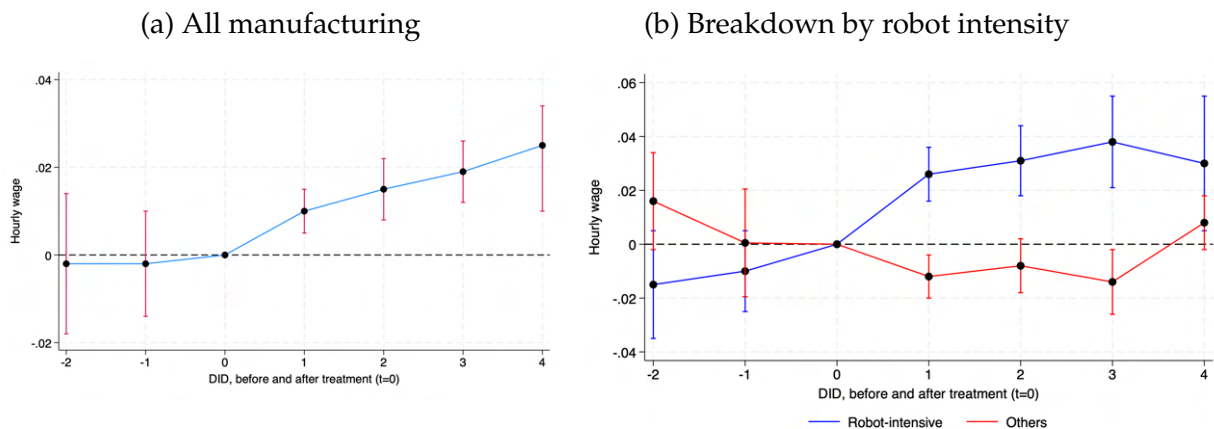 (a) All manufacturing
.04
.02
0
-.02
Hourly wage
-2 -1 0 1 2 3 4
DID, before and after treatment (t=0)
(b) Breakdown by robot intensity
.06
.04
.02
0
-.02
-.04
Hourly wage
-2 -1 0 1 2 3 4
DID, before and after treatment (t=0)
Robot-intensive Others